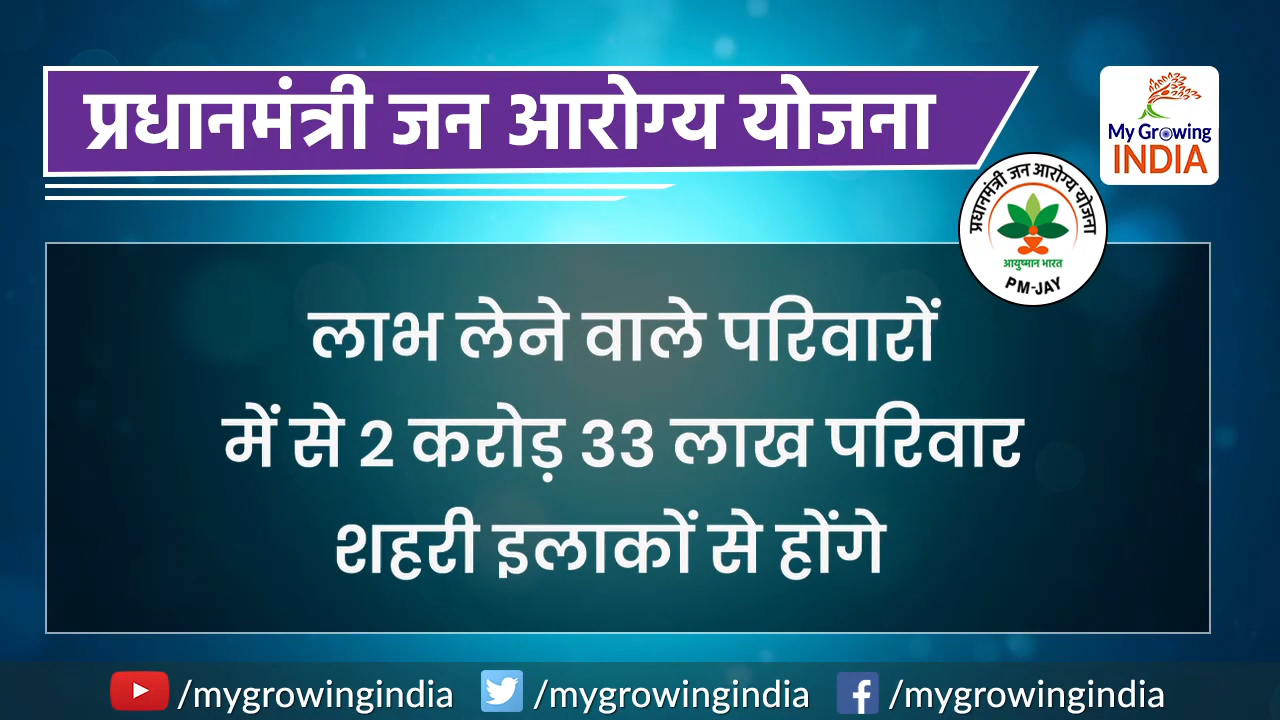 प्रधानमंत्री जन आरोग्य योजना
My Growing
INDIA
प्रधानमंत्री जन आरोग्य योजना
आयुष्मान भारत
PM-JAY
लाभ लेने वाले परिवारों
में से 2 करोड़ 33 लाख परिवार
शहरी इलाकों से होंगे
/mygrowingindia /mygrowingindia /mygrowingindia